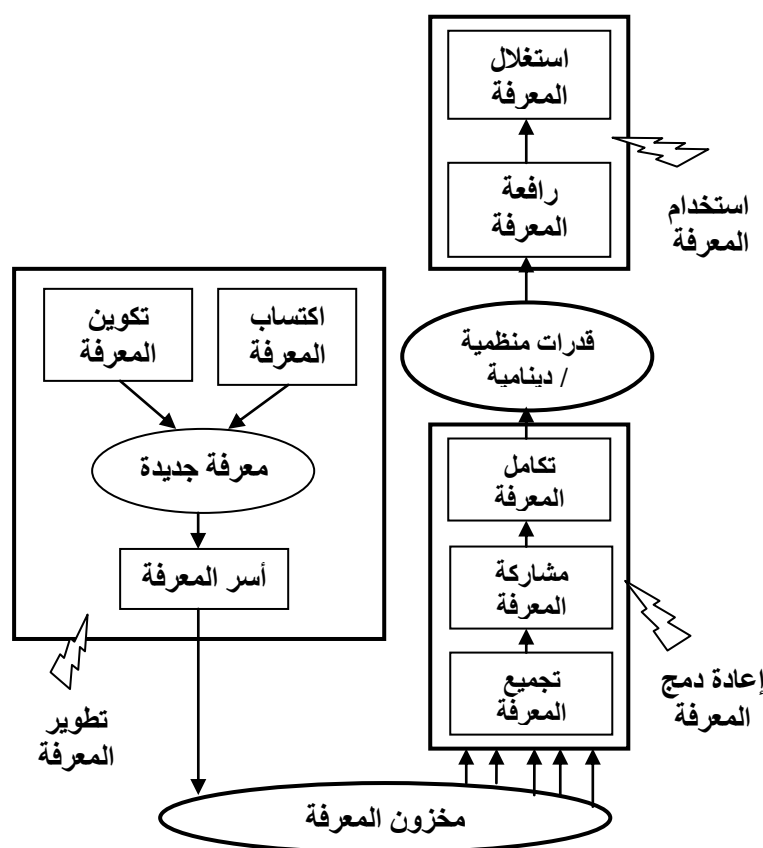 استغلال
المعرفة
رافعة
المعرفة
استخدام
المعرفة
اكتساب
المعرفة
تكوين
المعرفة
قدرات منظمية
/ دينامية
معرفة جديدة
تكامل
المعرفة
أسر المعرفة
مشاركة
المعرفة
تجميع
المعرفة
إعادة دمج
المعرفة
تطوير
المعرفة
مخزون المعرفة